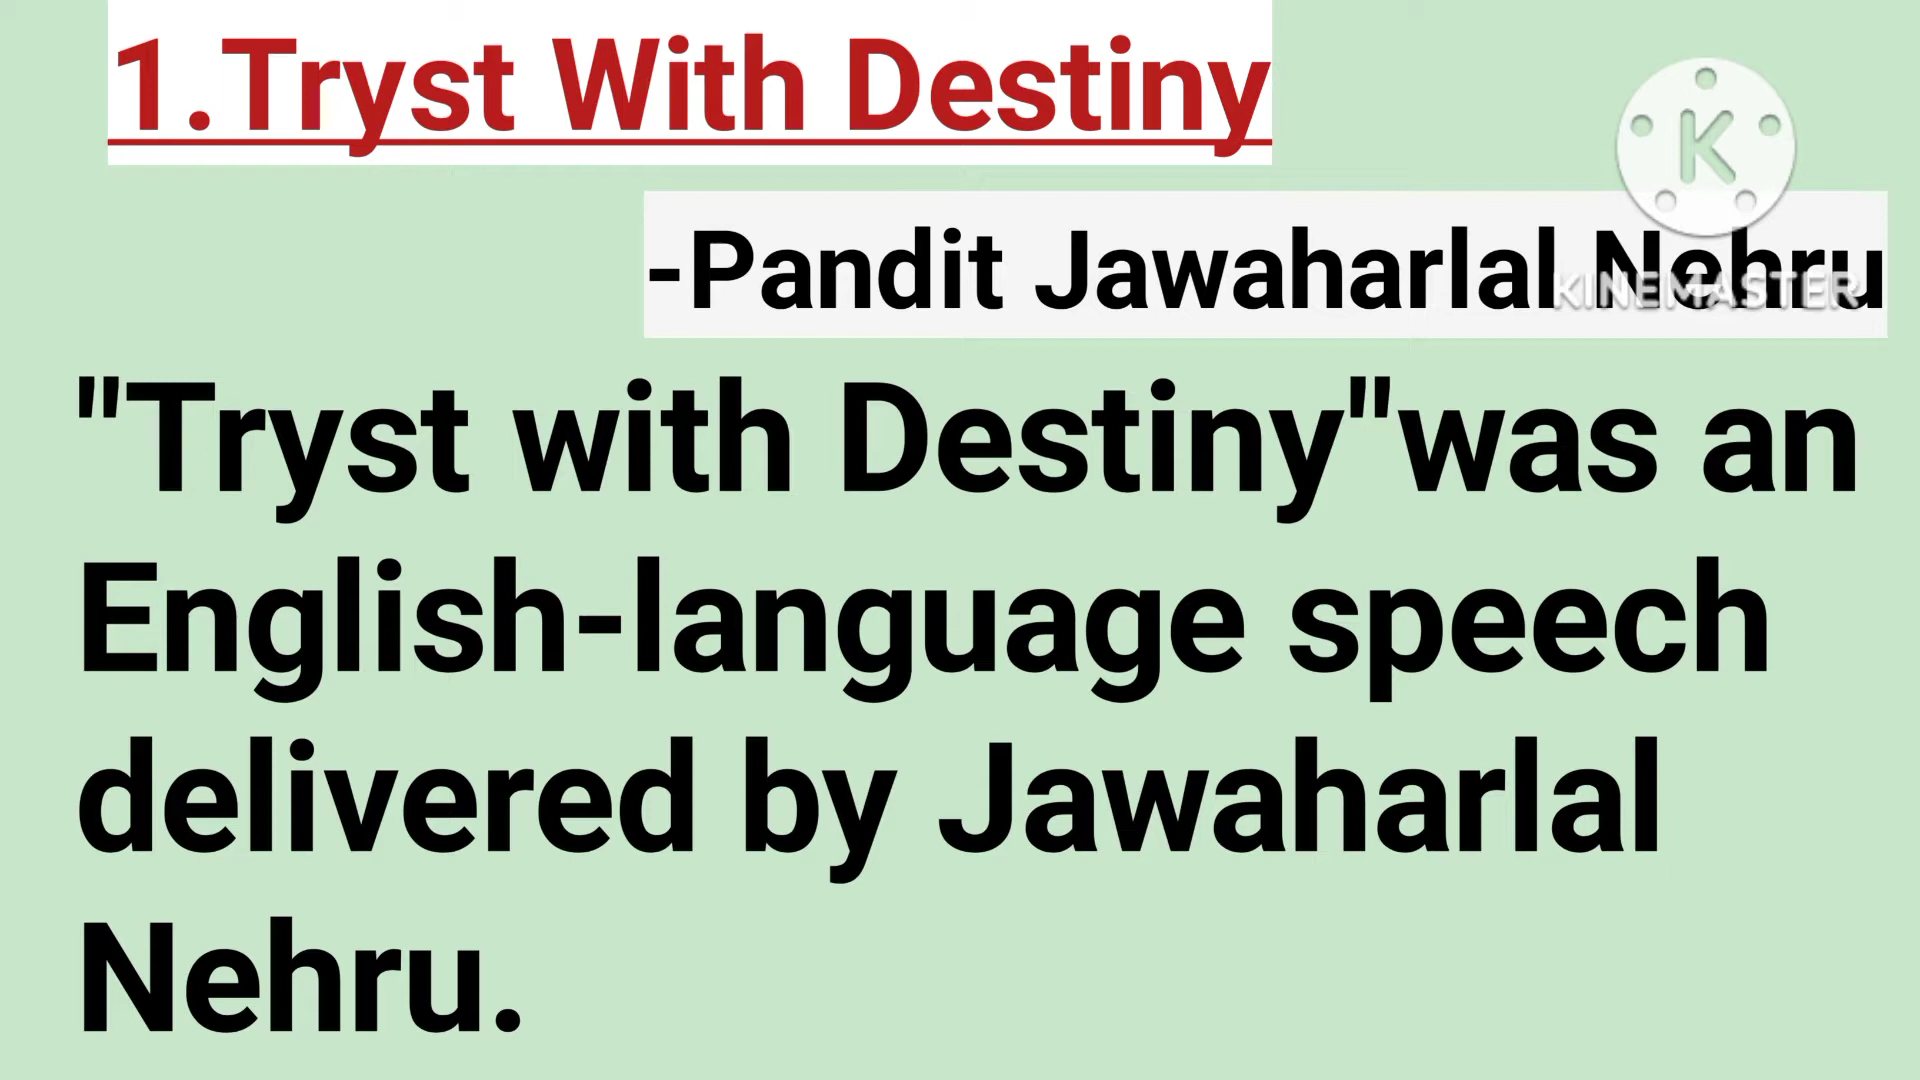 1.Tryst With Destiny
K
-Pandit Jawaharlal Nehru
KINEMASTER
"Tryst with Destiny"was an
English-language speech
delivered by Jawaharlal
Nehru.